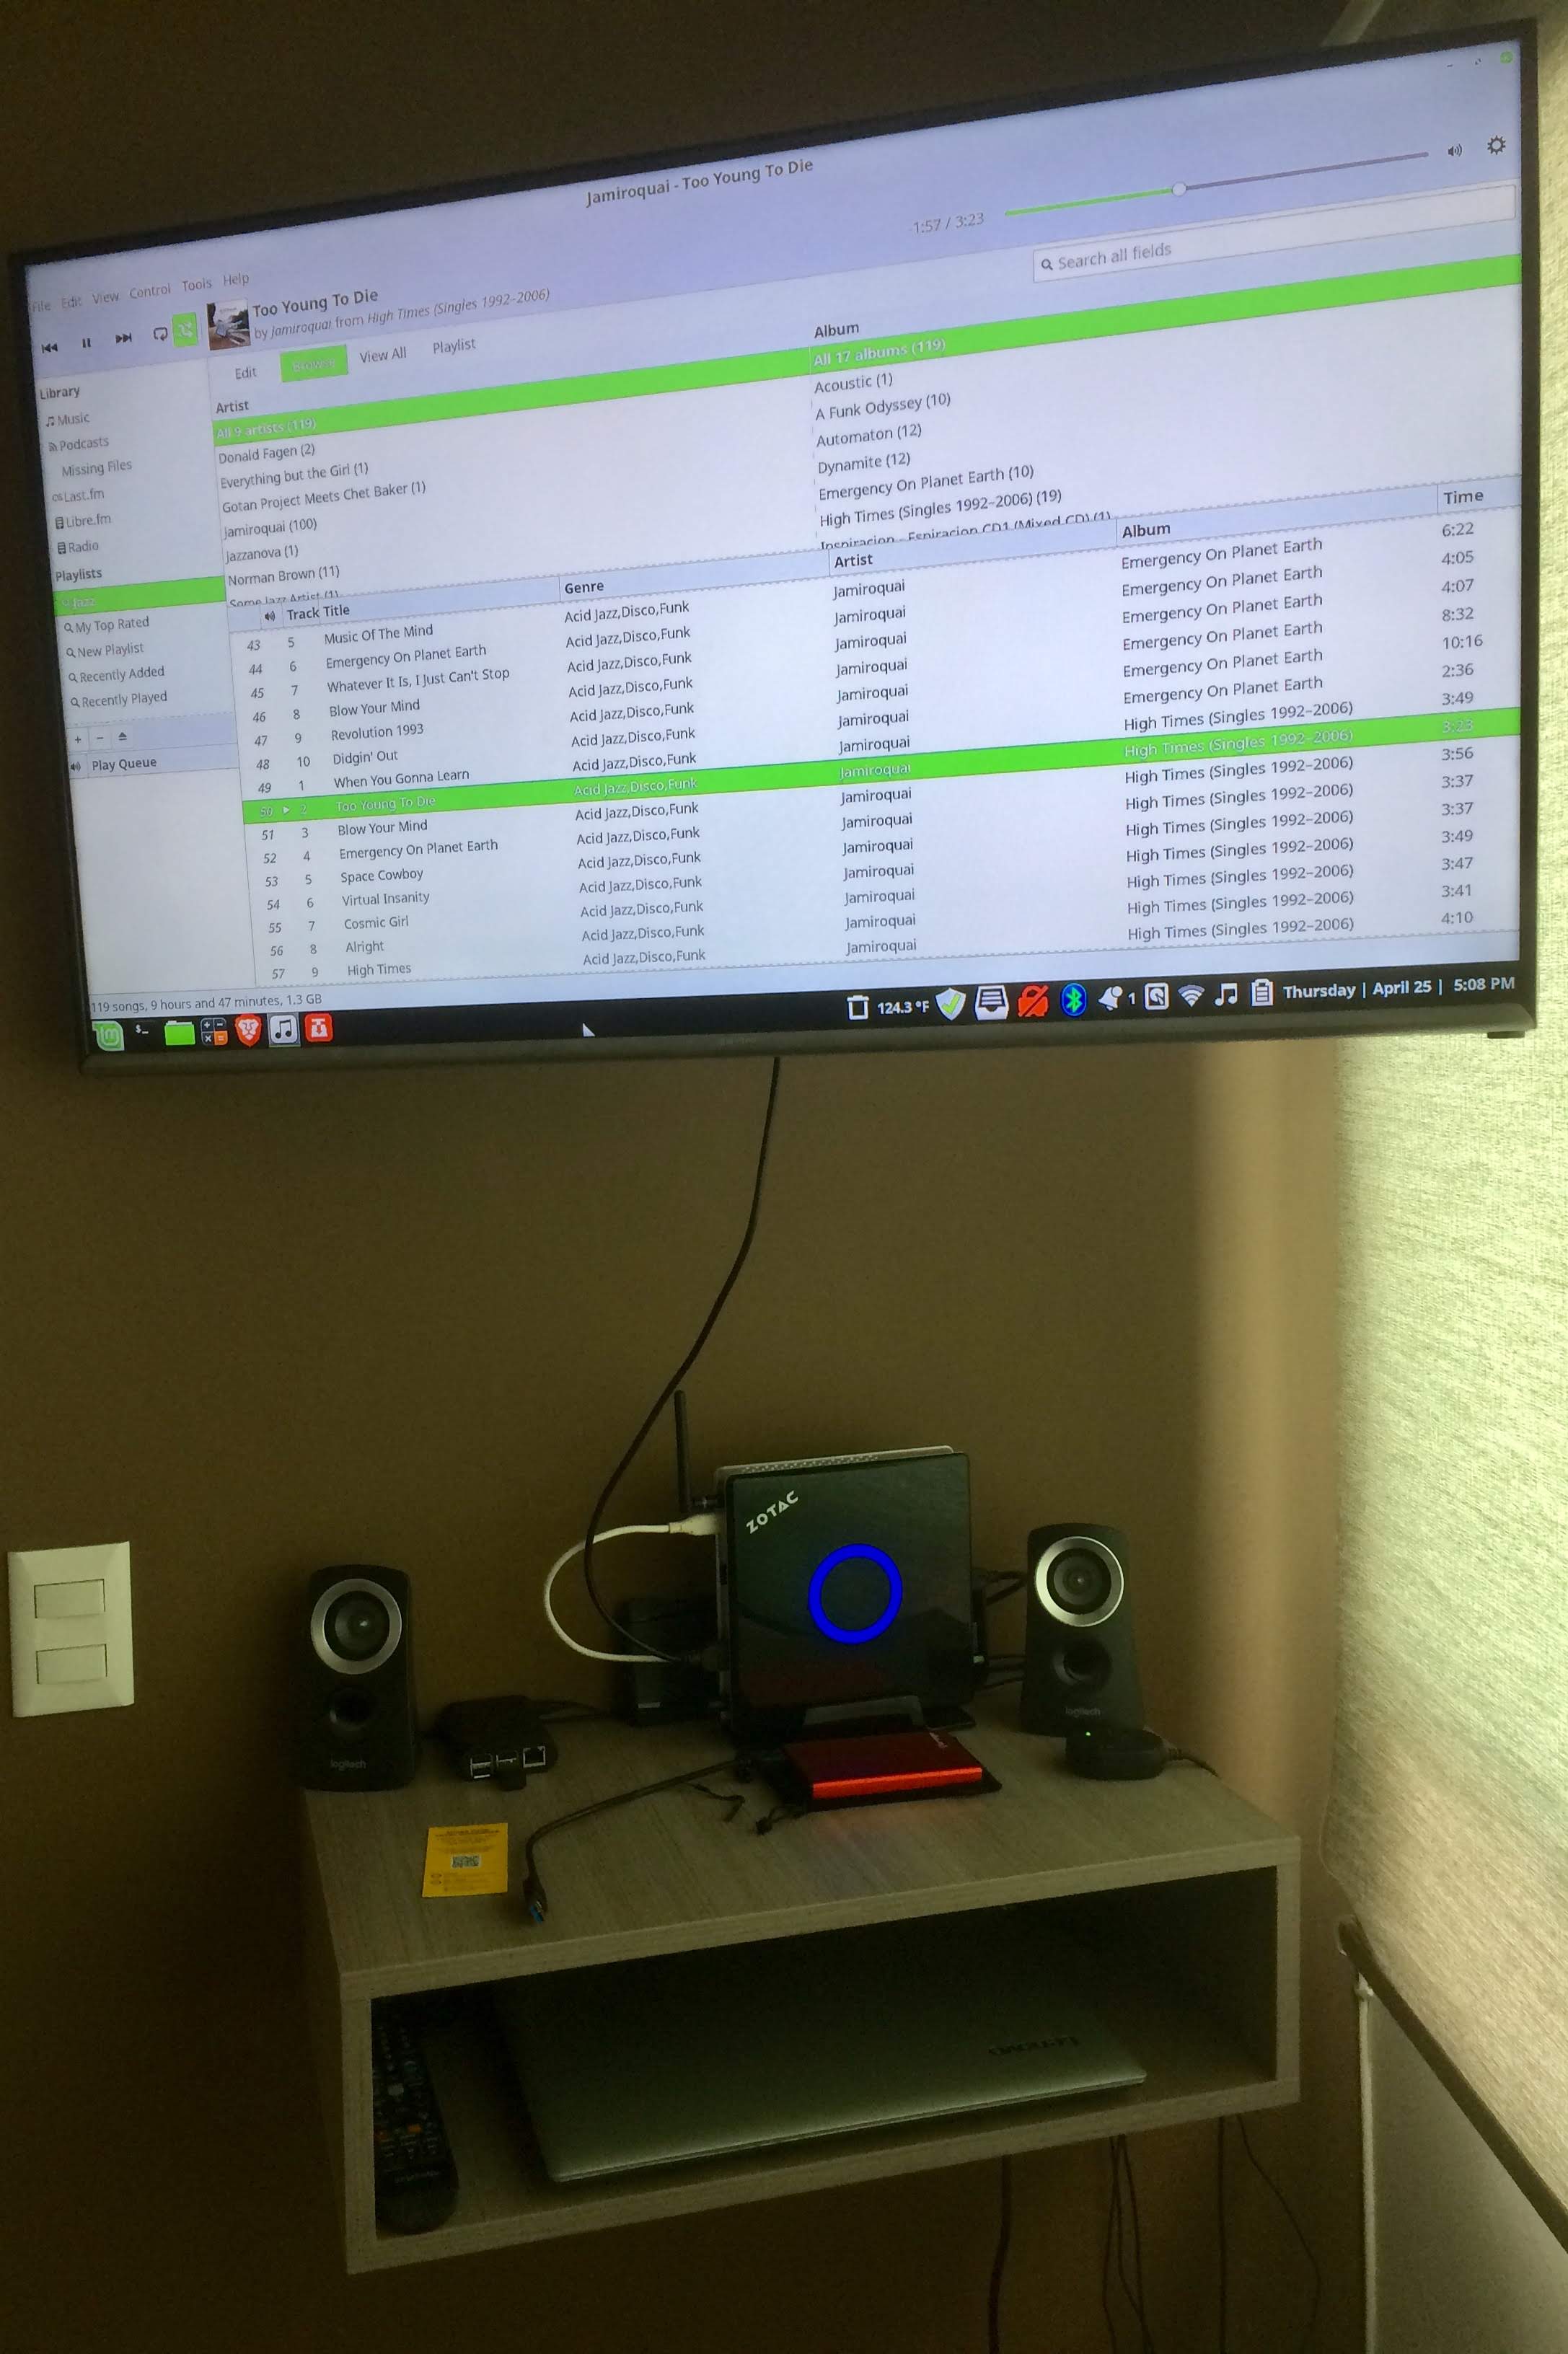 Jamiroquai - Too Young To Die
1:57 / 3:23
File Edit View Control Tools Help
Too Young To Die
by Jamiroquai from High Times (Singles 1992–2006)
Search all fields
Edit Browse View All Playlist
Library
Music
Podcasts
Missing Files
Last.fm
Libre.fm
Radio
Playlists
Jazz
My Top Rated
New Playlist
Recently Added
Recently Played
+ −
Play Queue
Artist
All 9 artists (119)
Donald Fagen (2)
Everything but the Girl (1)
Gotan Project Meets Chet Baker (1)
Jamiroquai (100)
Jazzanova (1)
Norman Brown (11)
Some Jazz Artist (1)
Album
All 17 albums (119)
Acoustic (1)
A Funk Odyssey (10)
Automaton (12)
Dynamite (12)
Emergency On Planet Earth (10)
High Times (Singles 1992–2006) (19)
Inspiracion - Espiracion CD1 (Mixed CD) (1)
Track Title Genre Artist Album Time
43 5 Music Of The Mind Acid Jazz,Disco,Funk Jamiroquai Emergency On Planet Earth 6:22
44 6 Emergency On Planet Earth Acid Jazz,Disco,Funk Jamiroquai Emergency On Planet Earth 4:05
45 7 Whatever It Is, I Just Can't Stop Acid Jazz,Disco,Funk Jamiroquai Emergency On Planet Earth 4:07
46 8 Blow Your Mind Acid Jazz,Disco,Funk Jamiroquai Emergency On Planet Earth 8:32
47 9 Revolution 1993 Acid Jazz,Disco,Funk Jamiroquai Emergency On Planet Earth 10:16
48 10 Didgin' Out Acid Jazz,Disco,Funk Jamiroquai Emergency On Planet Earth 2:36
49 1 When You Gonna Learn Acid Jazz,Disco,Funk Jamiroquai High Times (Singles 1992–2006) 3:49
50 2 Too Young To Die Acid Jazz,Disco,Funk Jamiroquai High Times (Singles 1992–2006) 3:23
51 3 Blow Your Mind Acid Jazz,Disco,Funk Jamiroquai High Times (Singles 1992–2006) 3:56
52 4 Emergency On Planet Earth Acid Jazz,Disco,Funk Jamiroquai High Times (Singles 1992–2006) 3:37
53 5 Space Cowboy Acid Jazz,Disco,Funk Jamiroquai High Times (Singles 1992–2006) 3:37
54 6 Virtual Insanity Acid Jazz,Disco,Funk Jamiroquai High Times (Singles 1992–2006) 3:49
55 7 Cosmic Girl Acid Jazz,Disco,Funk Jamiroquai High Times (Singles 1992–2006) 3:47
56 8 Alright Acid Jazz,Disco,Funk Jamiroquai High Times (Singles 1992–2006) 3:41
57 9 High Times Acid Jazz,Disco,Funk Jamiroquai High Times (Singles 1992–2006) 4:10
119 songs, 9 hours and 47 minutes, 1.3 GB
124.3 °F 1 Thursday | April 25 | 5:08 PM
ZOTAC
logitech
logitech